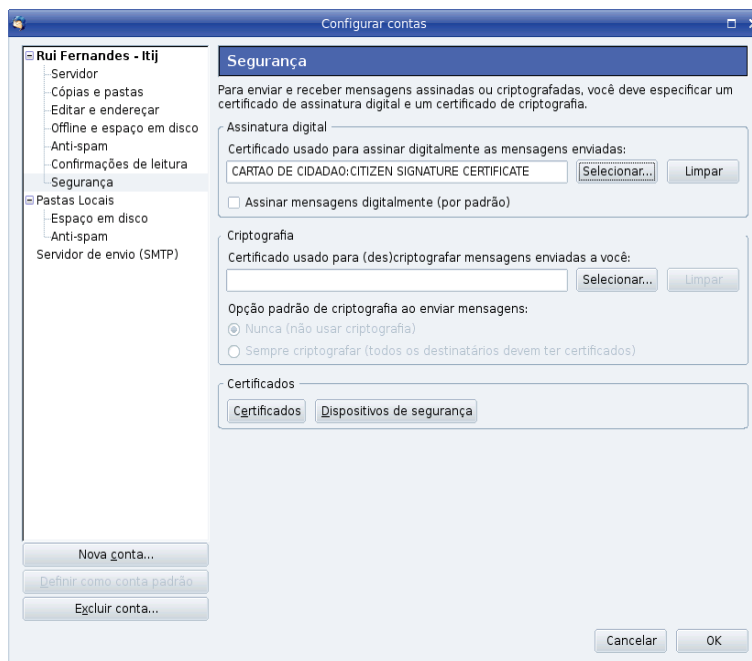 Configurar contas
Rui Fernandes - Itij
Servidor
Cópias e pastas
Editar e endereçar
Offline e espaço em disco
Anti-spam
Confirmações de leitura
Segurança
Pastas Locais
Espaço em disco
Anti-spam
Servidor de envio (SMTP)
Nova conta...
Definir como conta padrão
Excluir conta...
Segurança
Para enviar e receber mensagens assinadas ou criptografadas, você deve especificar um
certificado de assinatura digital e um certificado de criptografia.
Assinatura digital
Certificado usado para assinar digitalmente as mensagens enviadas:
CARTAO DE CIDADAO:CITIZEN SIGNATURE CERTIFICATE
Selecionar...
Limpar
Assinar mensagens digitalmente (por padrão)
Criptografia
Certificado usado para (des)criptografar mensagens enviadas a você:
Selecionar...
Limpar
Opção padrão de criptografia ao enviar mensagens:
Nunca (não usar criptografia)
Sempre criptografar (todos os destinatários devem ter certificados)
Certificados
Certificados
Dispositivos de segurança
Cancelar
OK